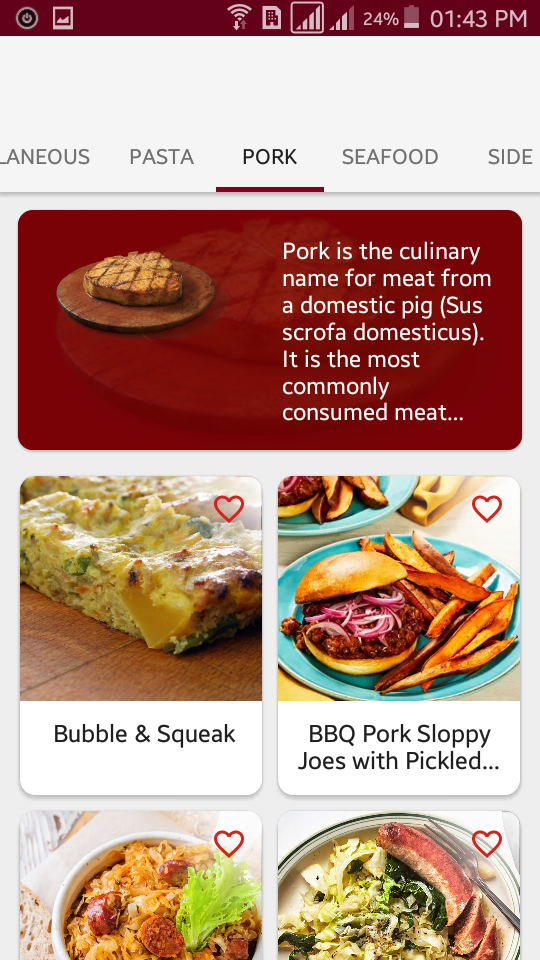 24% 01:43 PM
LANEOUS PASTA PORK SEAFOOD SIDE
Pork is the culinary
name for meat from
a domestic pig (Sus
scrofa domesticus).
It is the most
commonly
consumed meat...
Bubble & Squeak
BBQ Pork Sloppy
Joes with Pickled...